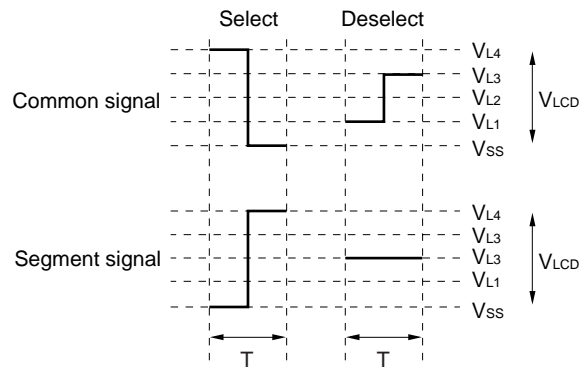 Select Deselect
Common signal
VL4
VL3
VL2
VL1
VSS
VLCD
Segment signal
VL4
VL3
VL3
VL1
VSS
VLCD
T T